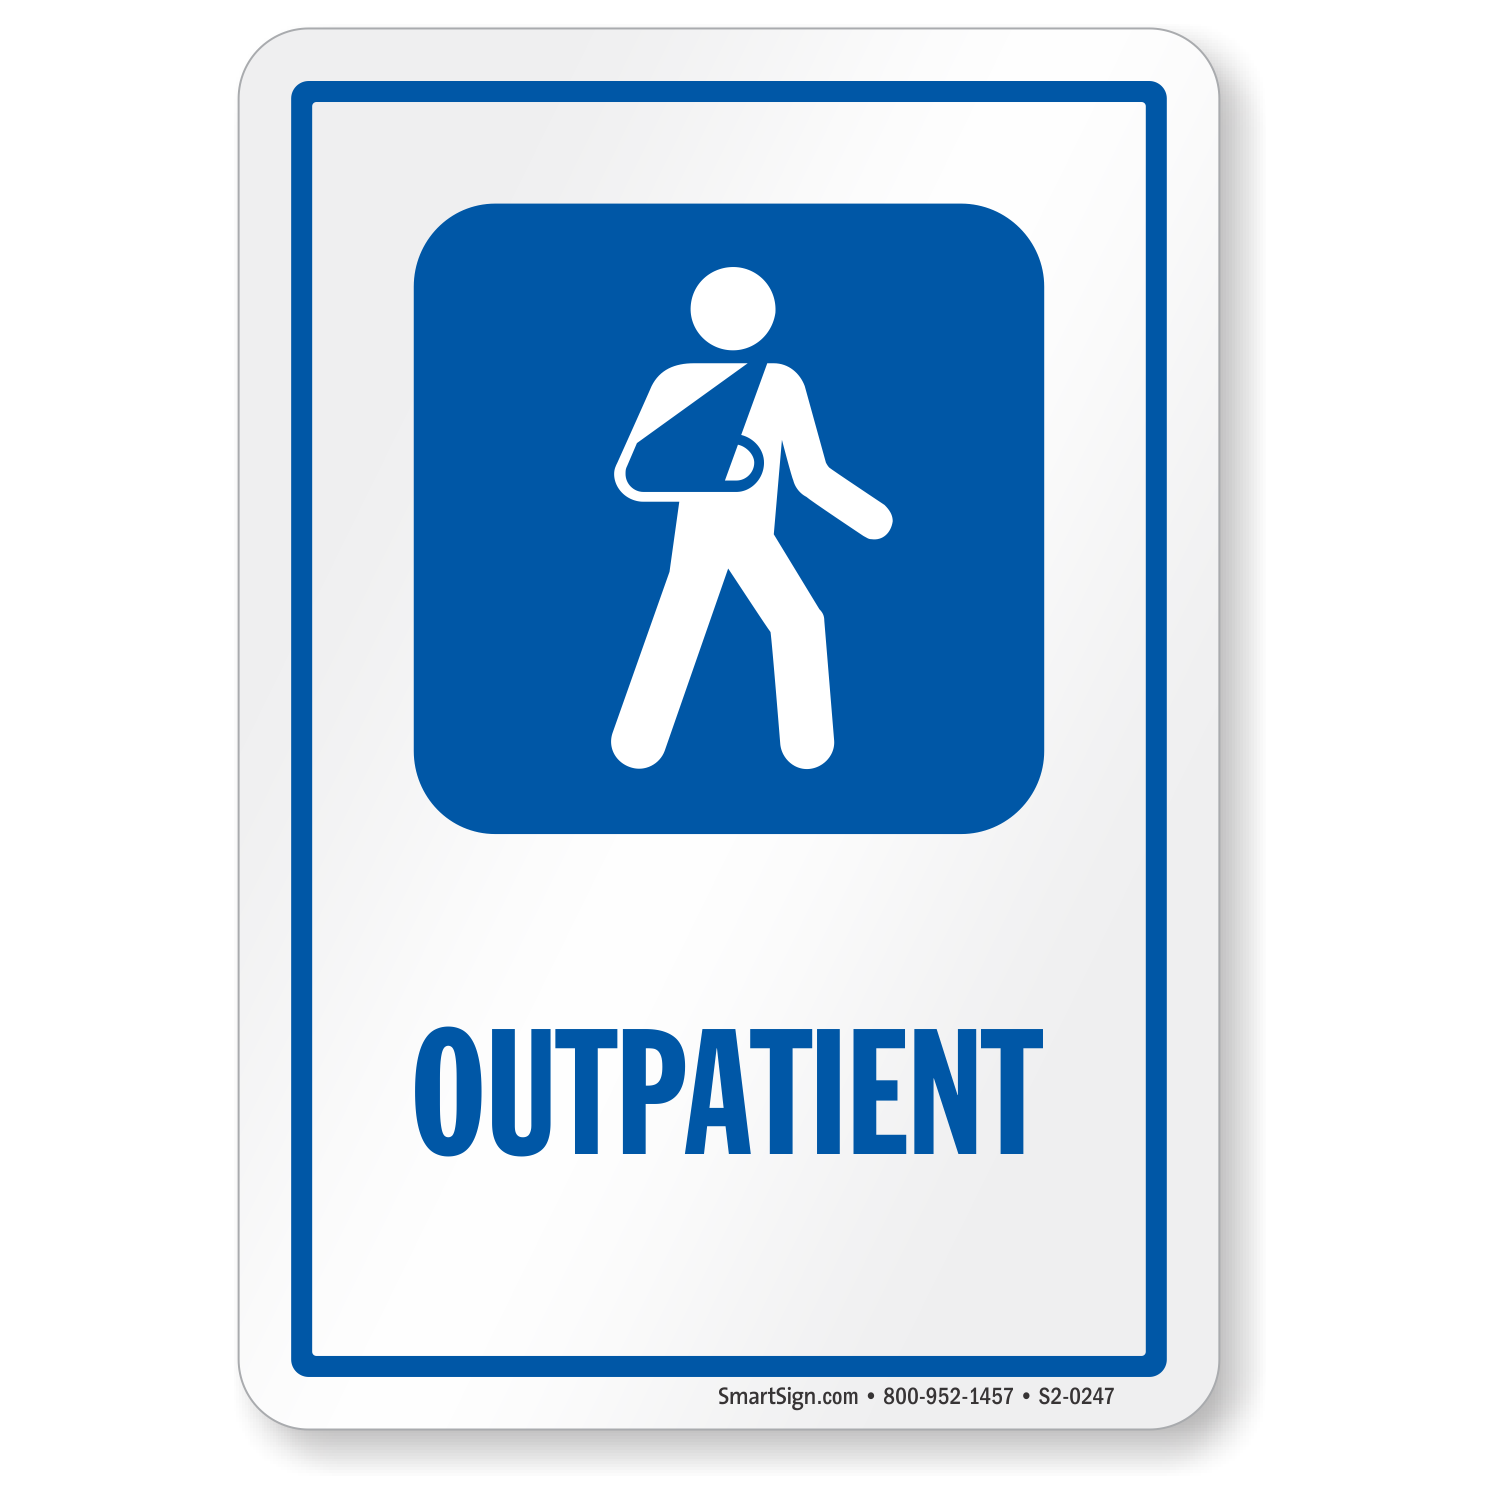 OUTPATIENT
SmartSign.com • 800-952-1457 • S2-0247